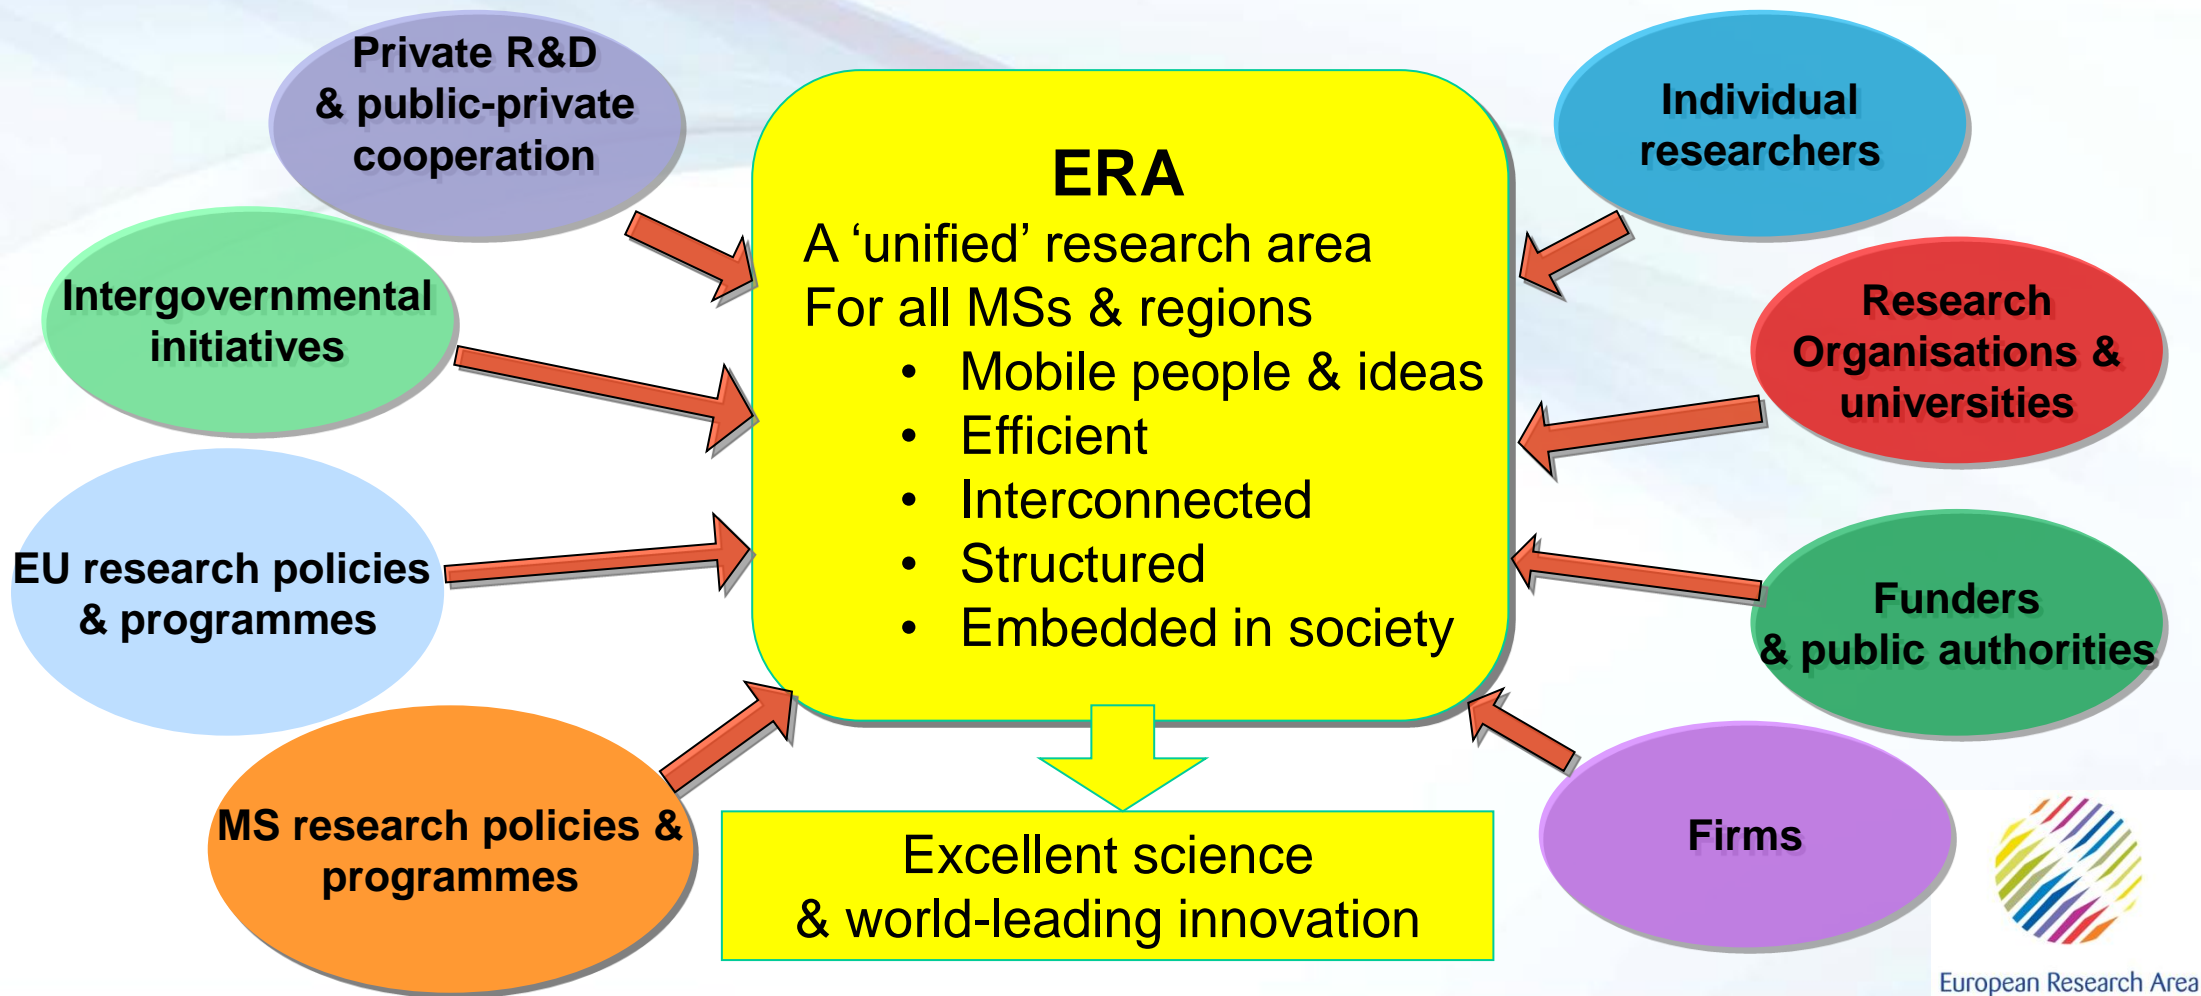 Private R&D
& public-private
cooperation
Intergovernmental
initiatives
EU research policies
& programmes
MS research policies &
programmes
ERA
A ‘unified’ research area
For all MSs & regions
• Mobile people & ideas
• Efficient
• Interconnected
• Structured
• Embedded in society
Excellent science
& world-leading innovation
Individual
researchers
Research
Organisations &
universities
Funders
& public authorities
Firms
European Research Area